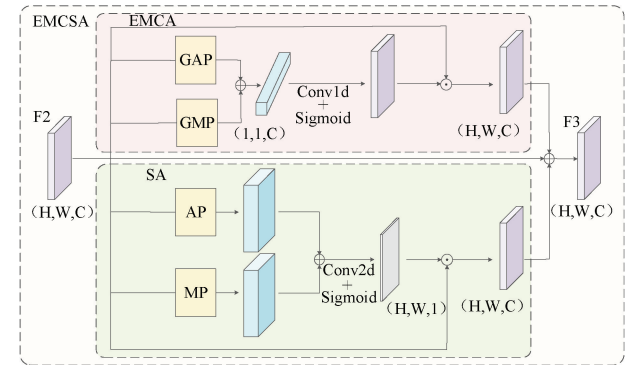 EMCSA
EMCA
GAP
GMP
(1,1,C)
Conv1d
+
Sigmoid
(H,W,C)
F2
(H,W,C)
F3
(H,W,C)
SA
AP
MP
Conv2d
+
Sigmoid
(H,W,1)
(H,W,C)